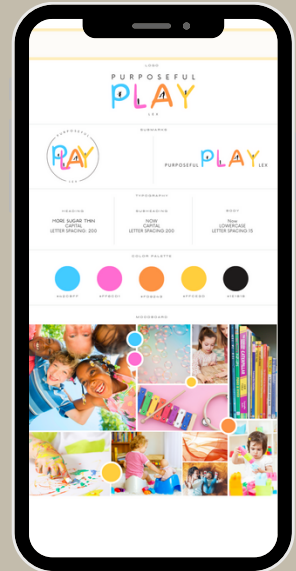 LOGO
PURPOSEFUL
PLAY
LEX
SUBMARKS
PURPOSEFUL
PLAY
LEX
PURPOSEFUL PLAY LEX
TYPOGRAPHY
HEADING
MORE SUGAR THIN
CAPITAL
LETTER SPACING: 200
SUBHEADING
NOW
CAPITAL
LETTER SPACING:200
BODY
Now
LOWERCASE
LETTER SPACING:15
COLOR PALETTE
MOODBOARD